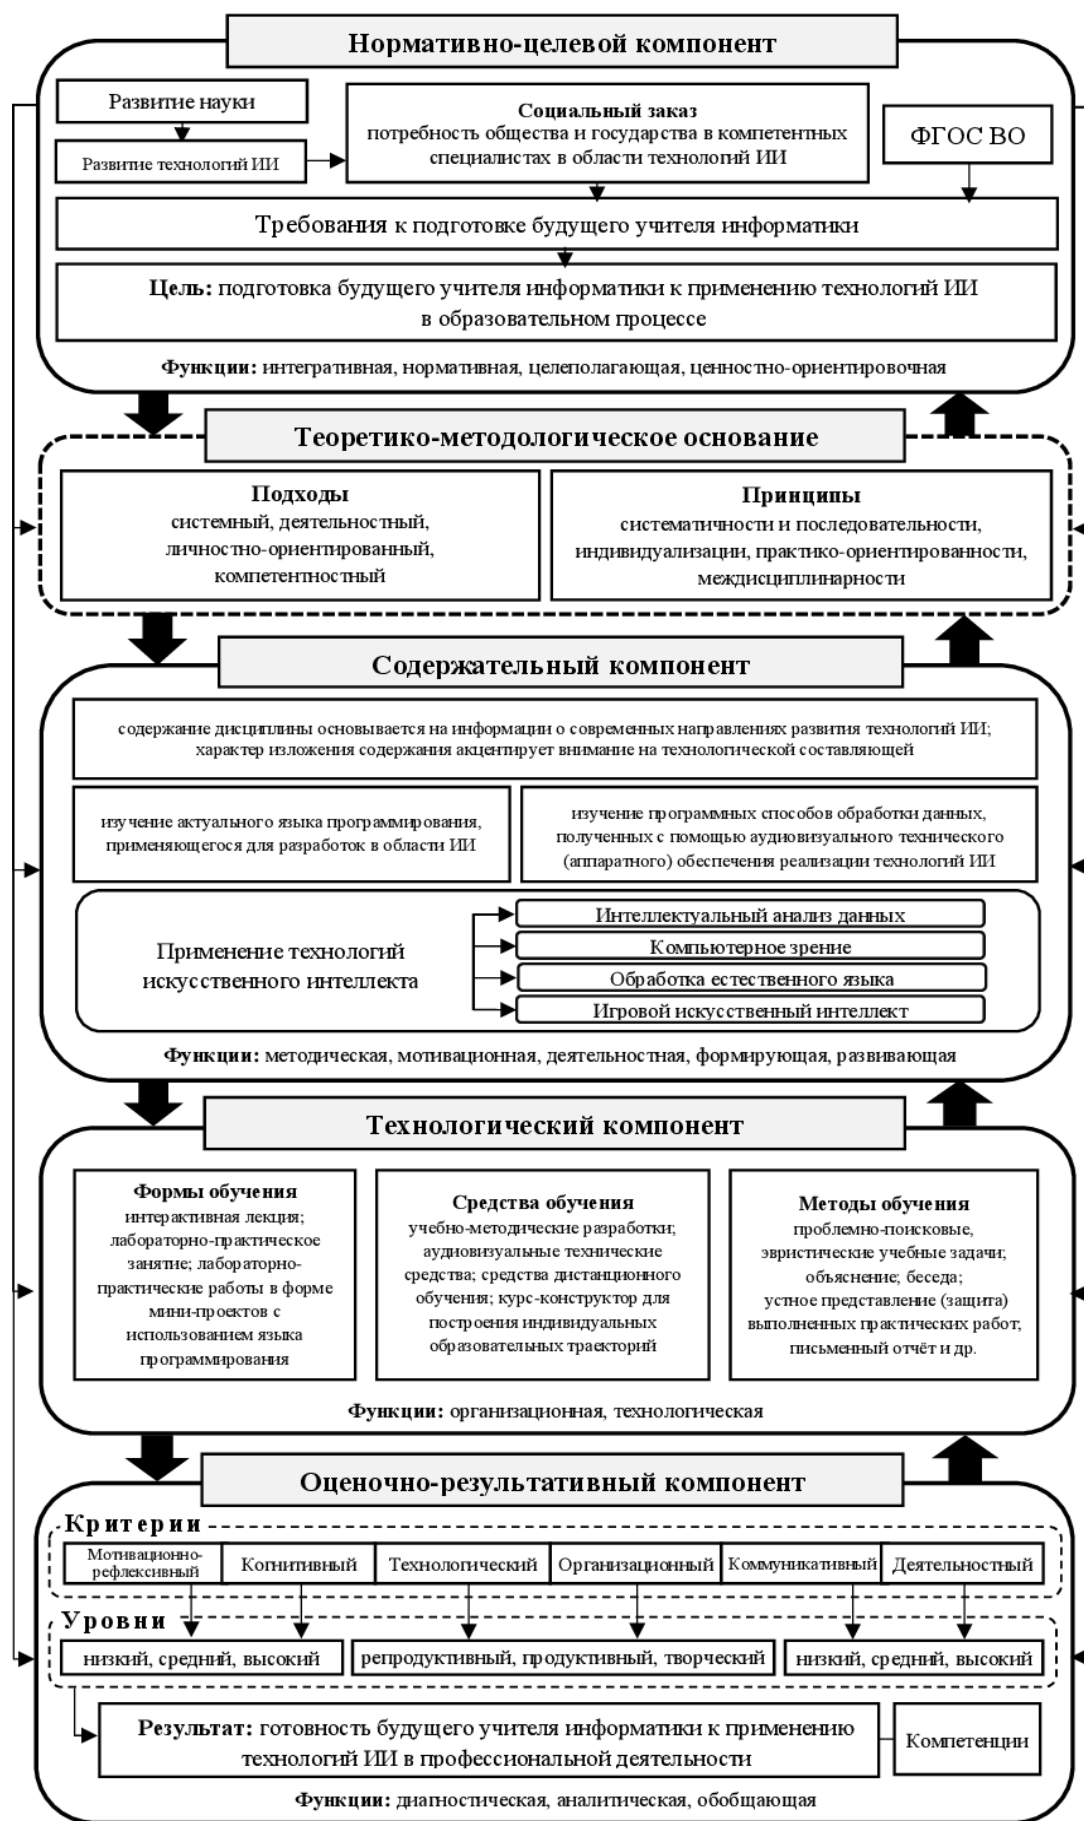 Нормативно-целевой компонент
Развитие науки
Развитие технологий ИИ
Социальный заказ
потребность общества и государства в компетентных
специалистах в области технологий ИИ
ФГОС ВО
Требования к подготовке будущего учителя информатики
Цель: подготовка будущего учителя информатики к применению технологий ИИ
в образовательном процессе
Функции: интегративная, нормативная, целеполагающая, ценностно-ориентировочная
Теоретико-методологическое основание
Подходы
системный, деятельностный,
личностно-ориентированный,
компетентностный
Принципы
систематичности и последовательности,
индивидуализации, практико-ориентированности,
междисциплинарности
Содержательный компонент
содержание дисциплины основывается на информации о современных направлениях развития технологий ИИ;
характер изложения содержания акцентирует внимание на технологической составляющей
изучение актуального языка программирования,
применяющегося для разработок в области ИИ
изучение программных способов обработки данных,
полученных с помощью аудиовизуального технического
(аппаратного) обеспечения реализации технологий ИИ
Применение технологий
искусственного интеллекта
Интеллектуальный анализ данных
Компьютерное зрение
Обработка естественного языка
Игровой искусственный интеллект
Функции: методическая, мотивационная, деятельностная, формирующая, развивающая
Технологический компонент
Формы обучения
интерактивная лекция;
лабораторно-практическое
занятие; лабораторно-
практические работы в форме
мини-проектов с
использованием языка
программирования
Средства обучения
учебно-методические разработки;
аудиовизуальные технические
средства; средства дистанционного
обучения; курс-конструктор для
построения индивидуальных
образовательных траекторий
Методы обучения
проблемно-поисковые,
эвристические учебные задачи;
объяснение; беседа;
устное представление (защита)
выполненных практических работ;
письменный отчёт и др.
Функции: организационная, технологическая
Оценочно-результативный компонент
Критерии
Мотивационно-
рефлексивный
Когнитивный
Технологический
Организационный
Коммуникативный
Деятельностный
Уровни
низкий, средний, высокий
репродуктивный, продуктивный, творческий
низкий, средний, высокий
Результат: готовность будущего учителя информатики к применению
технологий ИИ в профессиональной деятельности
Компетенции
Функции: диагностическая, аналитическая, обобщающая